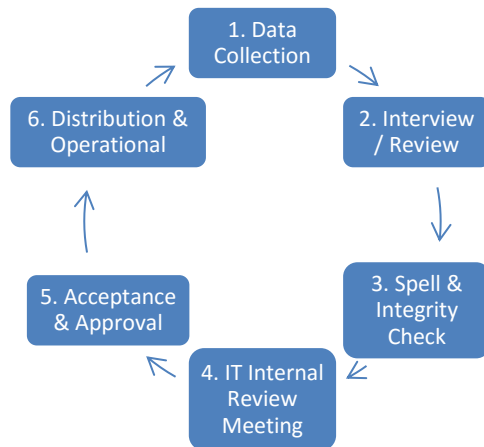 1. Data
Collection
2. Interview
/ Review
3. Spell &
Integrity
Check
4. IT Internal
Review
Meeting
5. Acceptance
& Approval
6. Distribution &
Operational